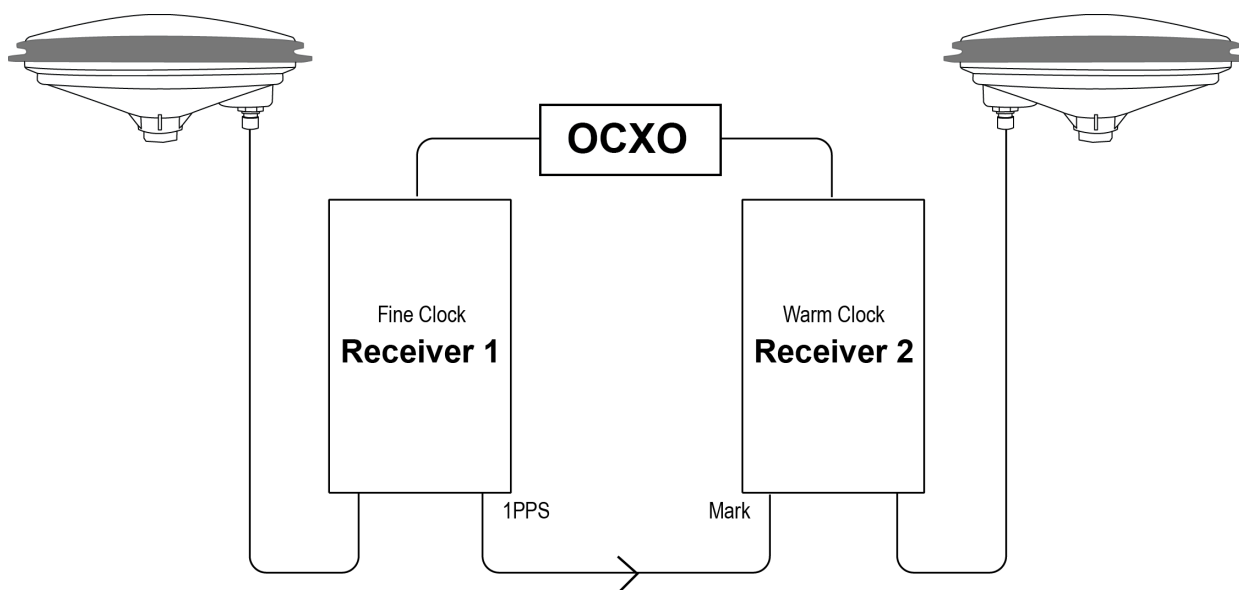 OCXO
Fine Clock
Receiver 1
Warm Clock
Receiver 2
1PPS
Mark